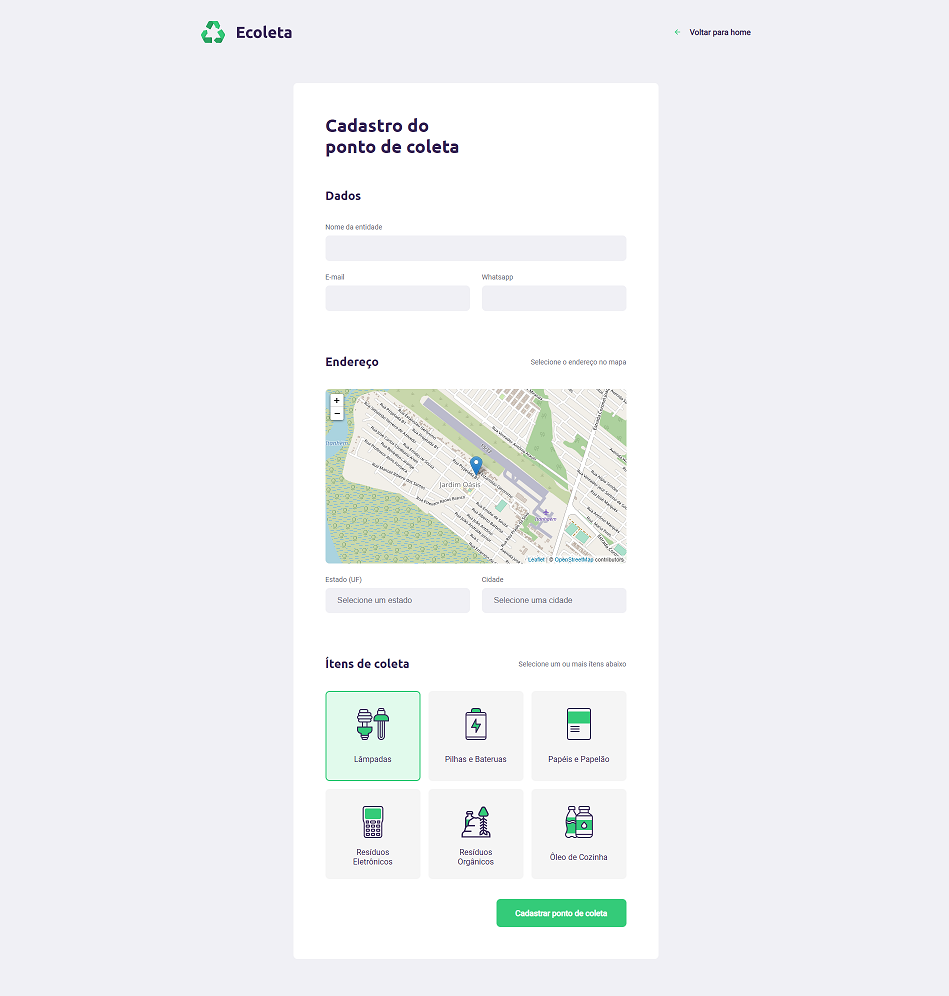 Ecoleta
Voltar para home
Cadastro do
ponto de coleta
Dados
Nome da entidade
E-mail
Whatsapp
Endereço
Selecione o endereço no mapa
+
−
Jardim Oásis
Leaflet | © OpenStreetMap contributors
Estado (UF)
Cidade
Selecione um estado
Selecione uma cidade
Ítens de coleta
Selecione um ou mais ítens abaixo
Lâmpadas
Pilhas e Bateruas
Papéis e Papelão
Resíduos
Eletrônicos
Resíduos
Orgânicos
Óleo de Cozinha
Cadastrar ponto de coleta